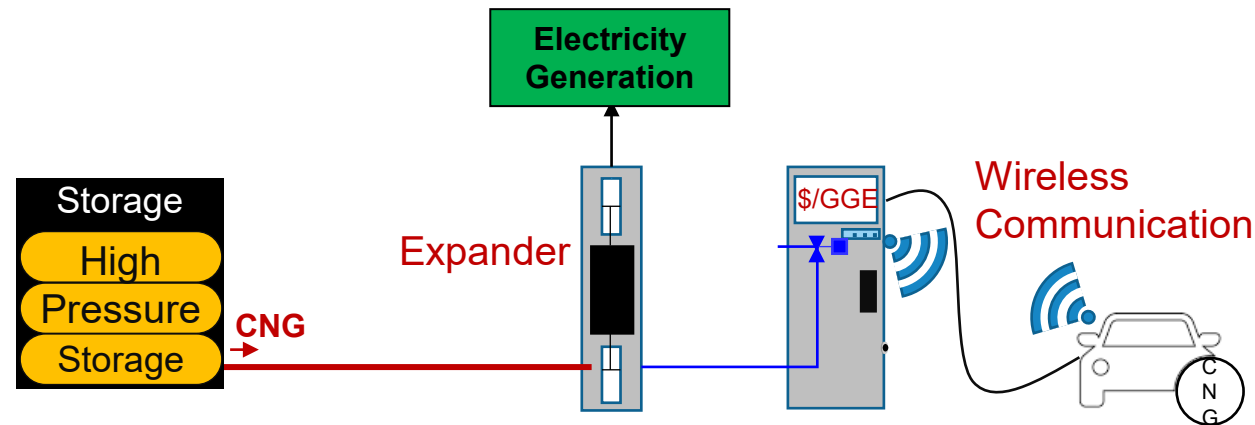 Electricity
Generation
Storage
High
Pressure
Storage
CNG
Expander
$/GGE
Wireless
Communication
C
N
G